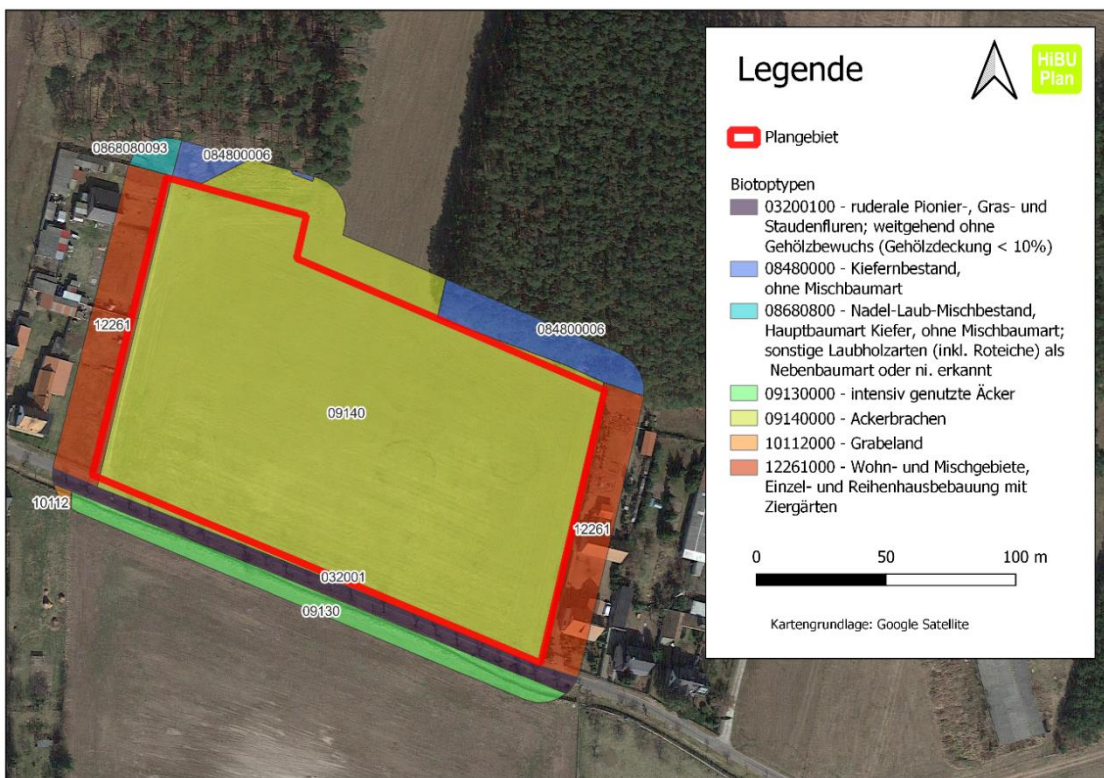 Legende
HiBU
Plan
Plangebiet
Biotoptypen
03200100 - ruderale Pionier-, Gras- und
Staudenfluren; weitgehend ohne
Gehölzbewuchs (Gehölzdeckung < 10%)
08480000 - Kiefernbestand,
ohne Mischbaumart
08680800 - Nadel-Laub-Mischbestand,
Hauptbaumart Kiefer, ohne Mischbaumart;
sonstige Laubholzarten (inkl. Roteiche) als
Nebenbaumart oder ni. erkannt
09130000 - intensiv genutzte Äcker
09140000 - Ackerbrachen
10112000 - Grabeland
12261000 - Wohn- und Mischgebiete,
Einzel- und Reihenhausbebauung mit
Ziergärten
0 50 100 m
Kartengrundlage: Google Satellite
0868080093
084800006
12261
084800006
09140
10112
12261
032001
09130